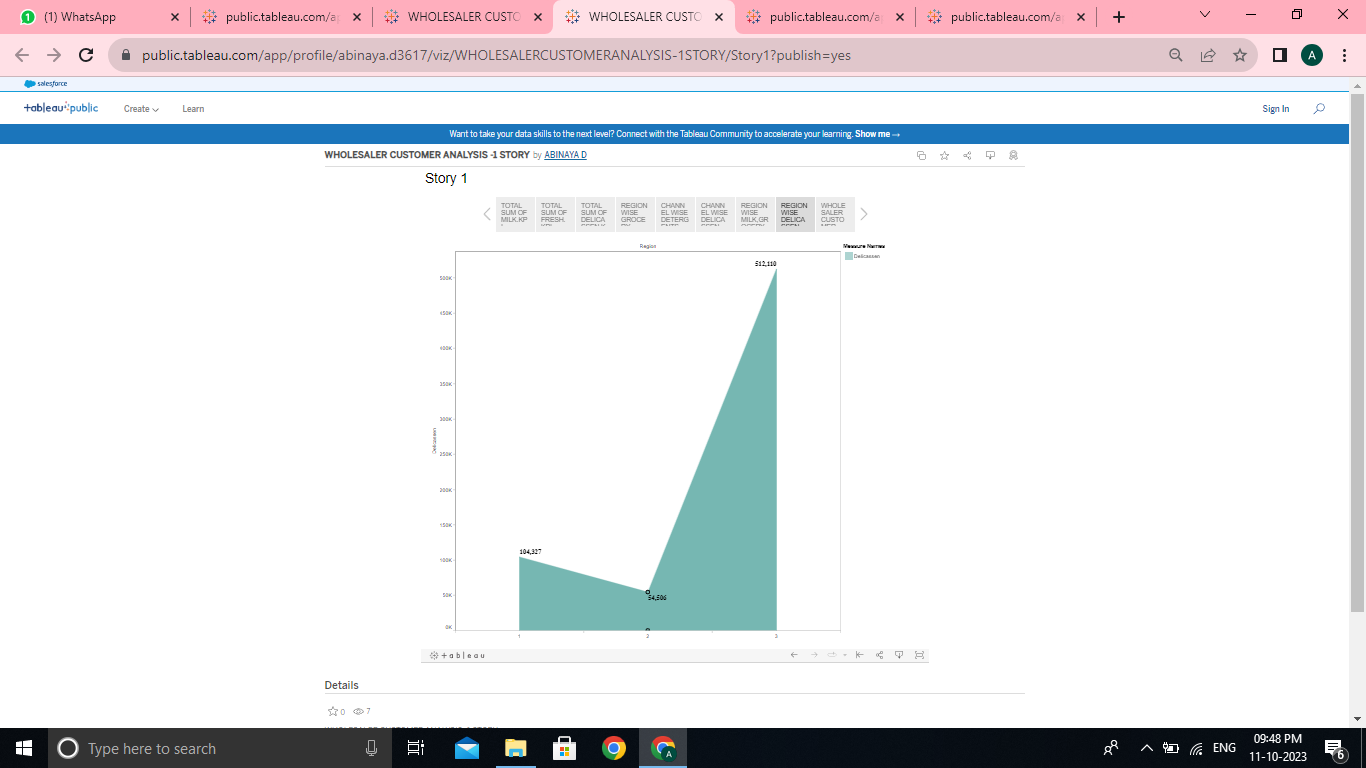 (1) WhatsApp
public.tableau.com/a
WHOLESALER CUSTO
WHOLESALER CUSTO
public.tableau.com/a
public.tableau.com/a
public.tableau.com/app/profile/abinaya.d3617/viz/WHOLESALERCUSTOMERANALYSIS-1STORY/Story1?publish=yes
A
salesforce
+ableau public
Create
Learn
Sign In
Want to take your data skills to the next level? Connect with the Tableau Community to accelerate your learning. Show me →
WHOLESALER CUSTOMER ANALYSIS -1 STORY by ABINAYA D
Story 1
TOTAL
SUM OF
MILK.KP
TOTAL
SUM OF
FRESH.
TOTAL
SUM OF
DELICA
REGION
WISE
GROCE
CHANN
EL WISE
DETERG
CHANN
EL WISE
DELICA
REGION
WISE
MILK,GR
REGION
WISE
DELICA
WHOLE
SALER
CUSTO
Region
Measure Names
Delicassen
512,110
500K
450K
400K
350K
300K
250K
200K
150K
100K
50K
0K
Delicassen
104,327
54,506
1
2
3
+ableau
Details
0
7
Type here to search
A
ENG
09:48 PM
11-10-2023
6